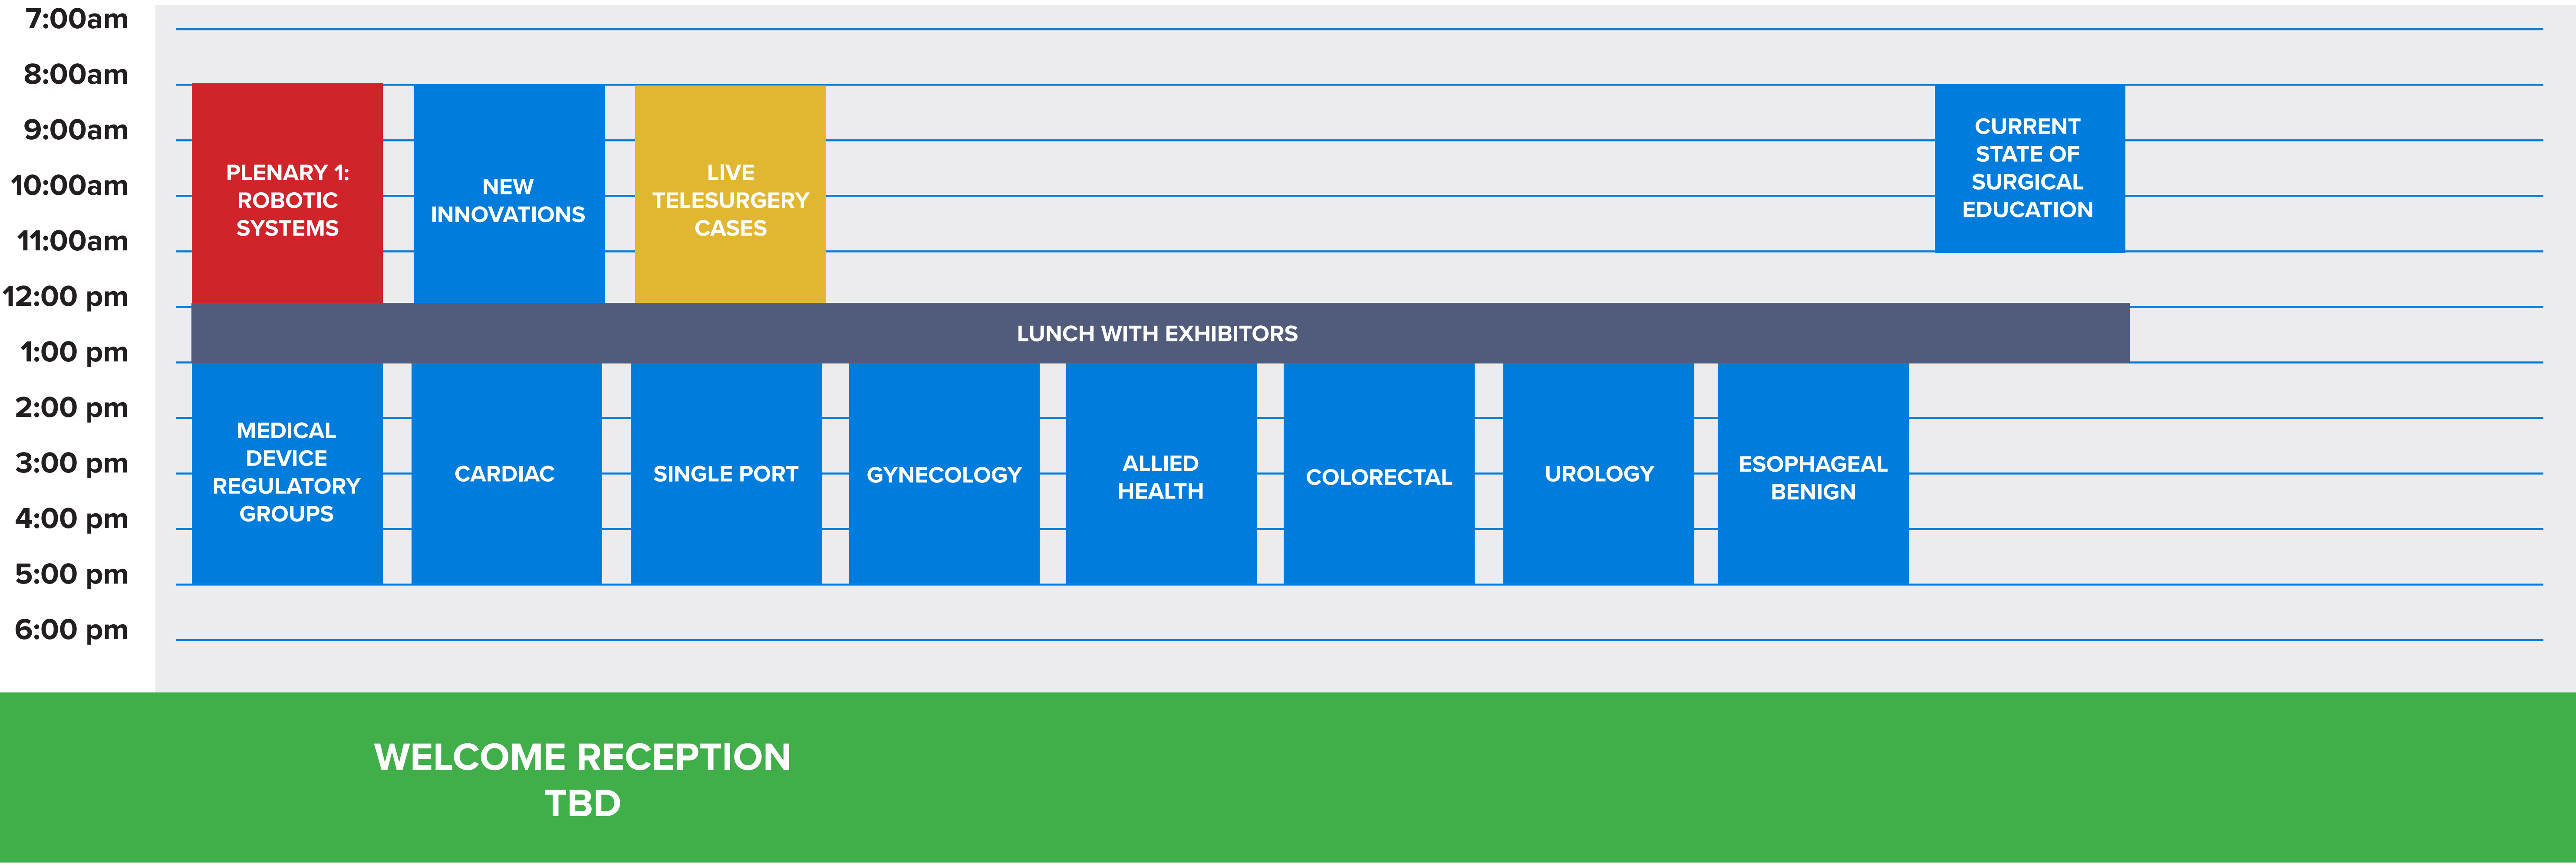 7:00am
8:00am
9:00am
10:00am
11:00am
12:00 pm
1:00 pm
2:00 pm
3:00 pm
4:00 pm
5:00 pm
6:00 pm
PLENARY 1:
ROBOTIC
SYSTEMS
NEW
INNOVATIONS
LIVE
TELESURGERY
CASES
CURRENT
STATE OF
SURGICAL
EDUCATION
LUNCH WITH EXHIBITORS
MEDICAL
DEVICE
REGULATORY
GROUPS
CARDIAC
SINGLE PORT
GYNECOLOGY
ALLIED
HEALTH
COLORECTAL
UROLOGY
ESOPHAGEAL
BENIGN
WELCOME RECEPTION
TBD